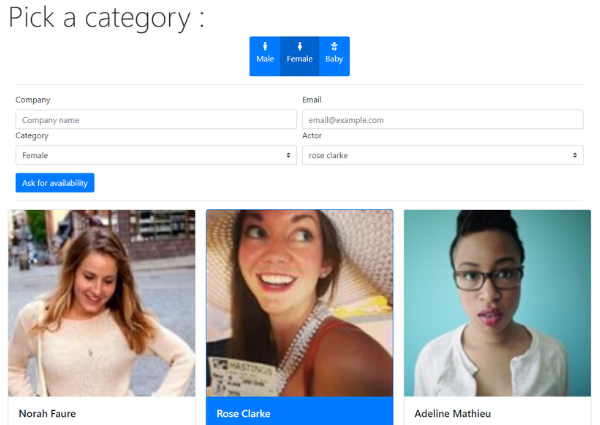 Pick a category :
Male Female Baby
Company Email
Company name email@example.com
Category Actor
Female rose clarke
Ask for availability
HASTINGS
Norah Faure Rose Clarke Adeline Mathieu